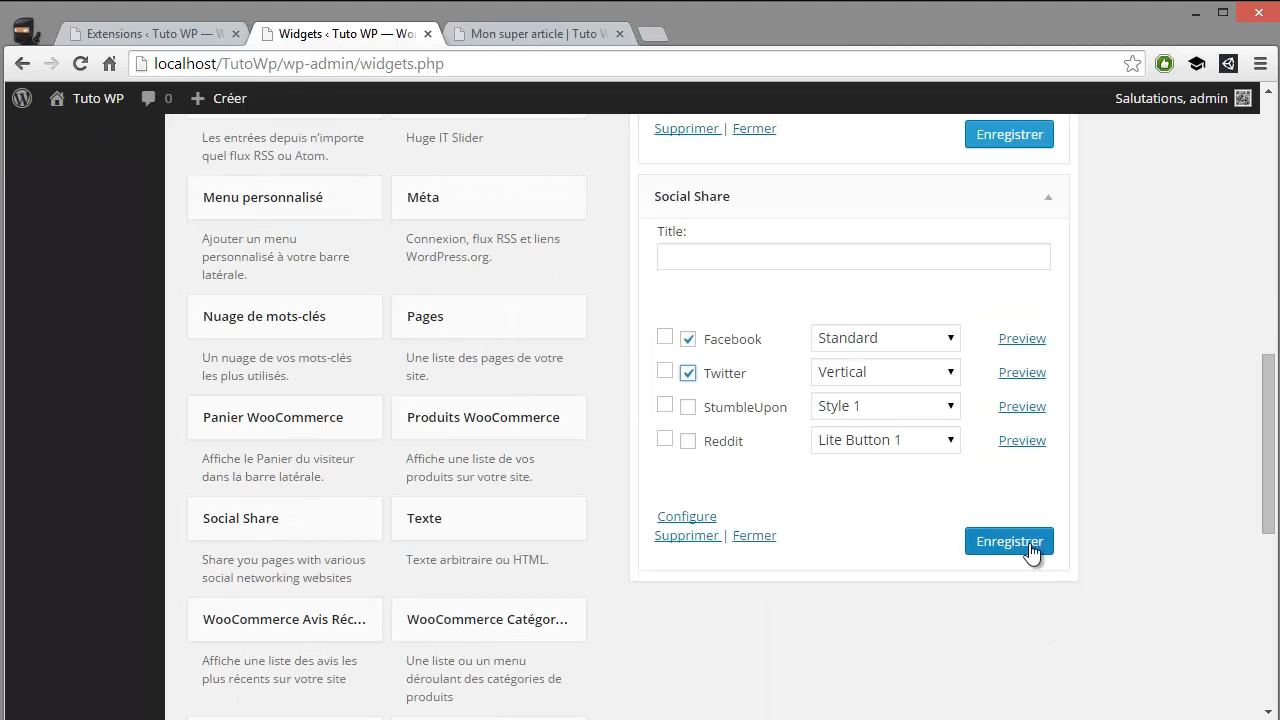 Extensions ‹ Tuto WP — W
Widgets ‹ Tuto WP — Wo
Mon super article | Tuto W
localhost/TutoWp/wp-admin/widgets.php
Tuto WP
0
Créer
Salutations, admin
Les entrées depuis n'importe
quel flux RSS ou Atom.
Huge IT Slider
Menu personnalisé
Méta
Ajouter un menu
personnalisé à votre barre
latérale.
Connexion, flux RSS et liens
WordPress.org.
Nuage de mots-clés
Pages
Un nuage de vos mots-clés
les plus utilisés.
Une liste des pages de votre
site.
Panier WooCommerce
Produits WooCommerce
Affiche le Panier du visiteur
dans la barre latérale.
Affiche une liste de vos
produits sur votre site.
Social Share
Texte
Share you pages with various
social networking websites
Texte arbitraire ou HTML.
WooCommerce Avis Réc...
WooCommerce Catégor...
Affiche une liste des avis les
plus récents sur votre site
Une liste ou un menu
déroulant des catégories de
produits
Supprimer | Fermer
Enregistrer
Social Share
Title:
Facebook Standard Preview
Twitter Vertical Preview
StumbleUpon Style 1 Preview
Reddit Lite Button 1 Preview
Configure
Supprimer | Fermer
Enregistrer